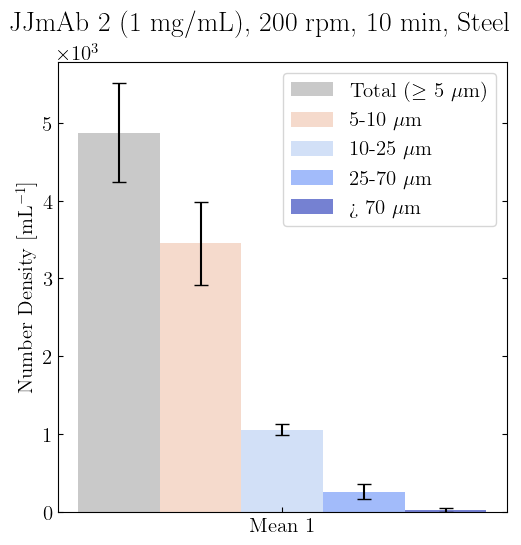 JJmAb 2 (1 mg/mL), 200 rpm, 10 min, Steel
×10³
Total (≥ 5 μm)
5-10 μm
10-25 μm
25-70 μm
¿ 70 μm
Number Density [mL⁻¹]
5
4
3
2
1
0
Mean 1